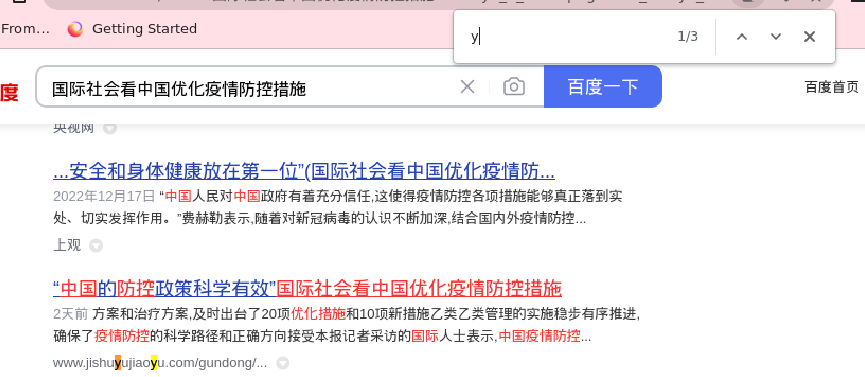 From... Getting Started
y 1/3
度 国际社会看中国优化疫情防控措施 百度一下 百度首页
央视网
...安全和身体健康放在第一位”(国际社会看中国优化疫情防...
2022年12月17日 “中国人民对中国政府有着充分信任,这使得疫情防控各项措施能够真正落到实
处、切实发挥作用。”费赫勒表示,随着对新冠病毒的认识不断加深,结合国内外疫情防控...
上观
“中国的防控政策科学有效”国际社会看中国优化疫情防控措施
2天前 方案和治疗方案,及时出台了20项优化措施和10项新措施乙类乙类管理的实施稳步有序推进,
确保了疫情防控的科学路径和正确方向接受本报记者采访的国际人士表示,中国疫情防控...
www.jishuyujiaoyu.com/gundong/...